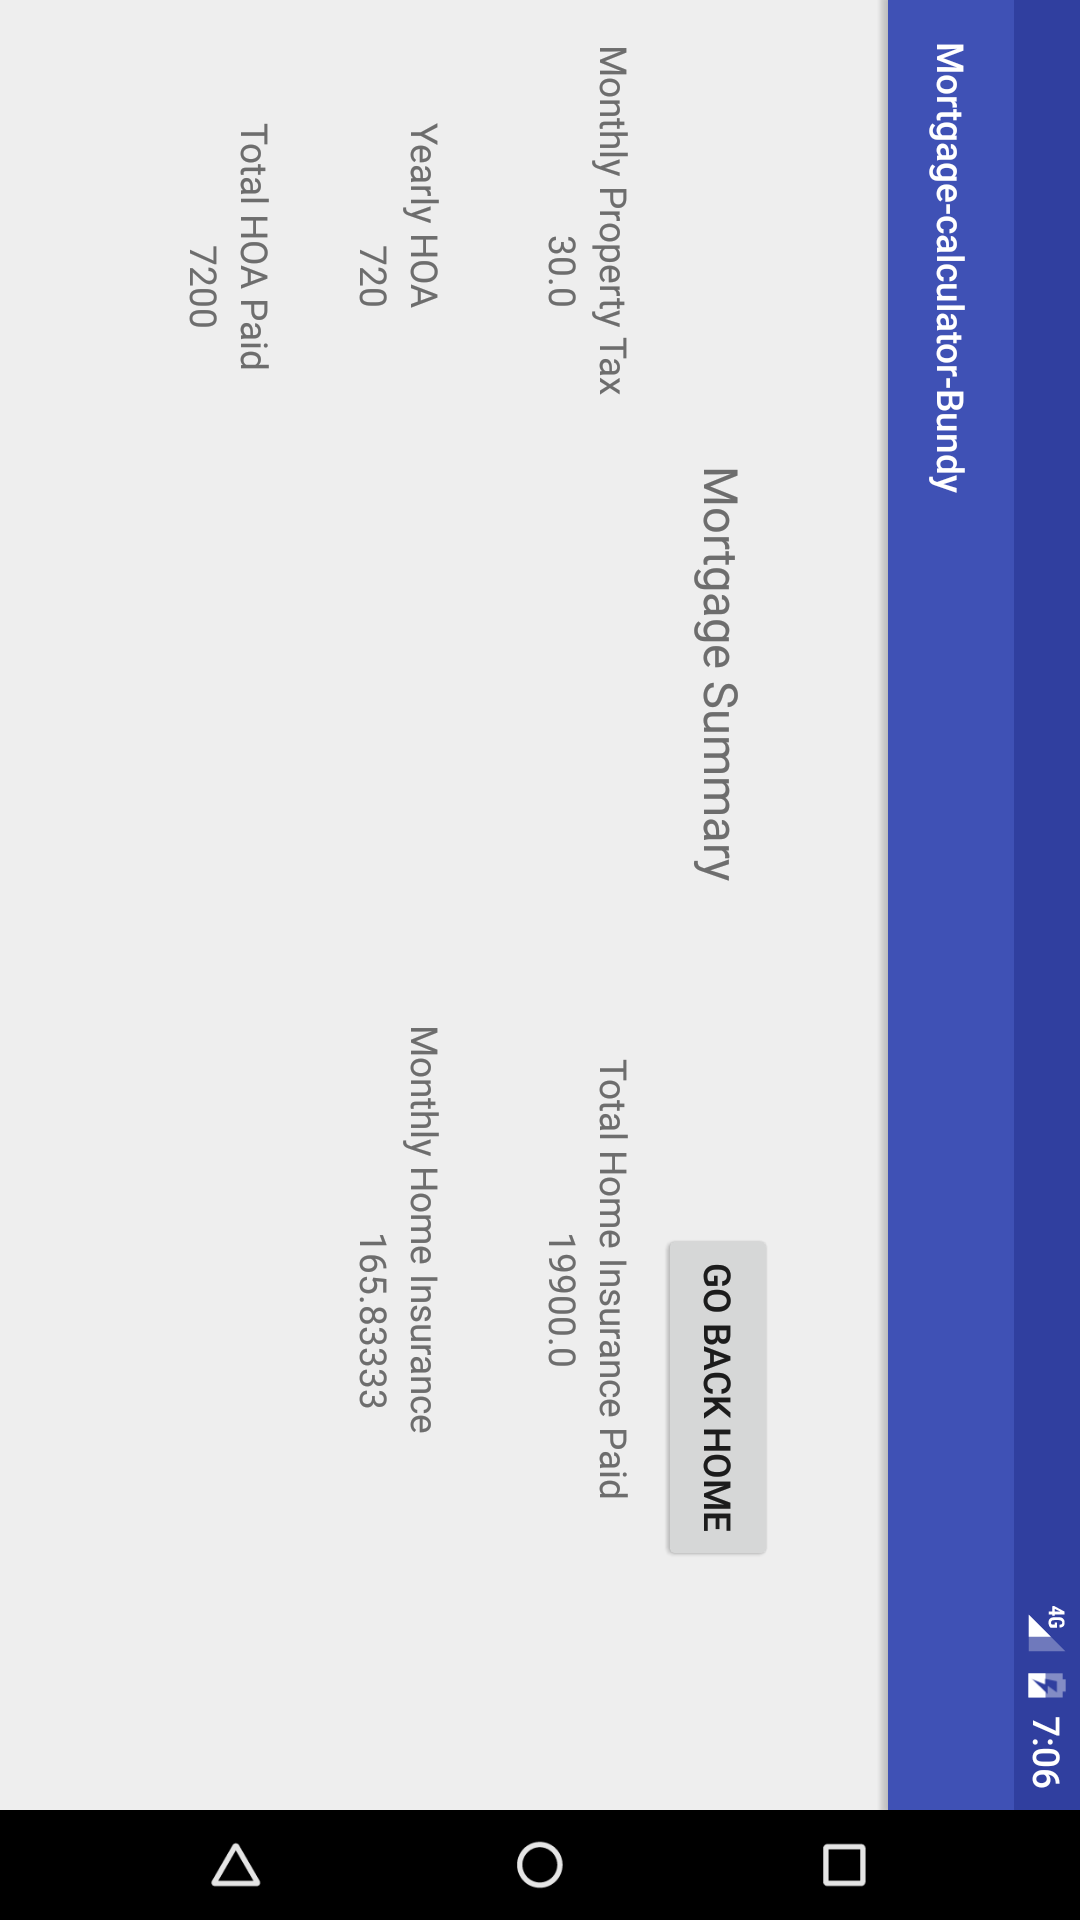 4G 7:06
Mortgage-calculator-Bundy
Mortgage Summary
GO BACK HOME
Monthly Property Tax
30.0
Total Home Insurance Paid
19900.0
Yearly HOA
720
Monthly Home Insurance
165.83333
Total HOA Paid
7200